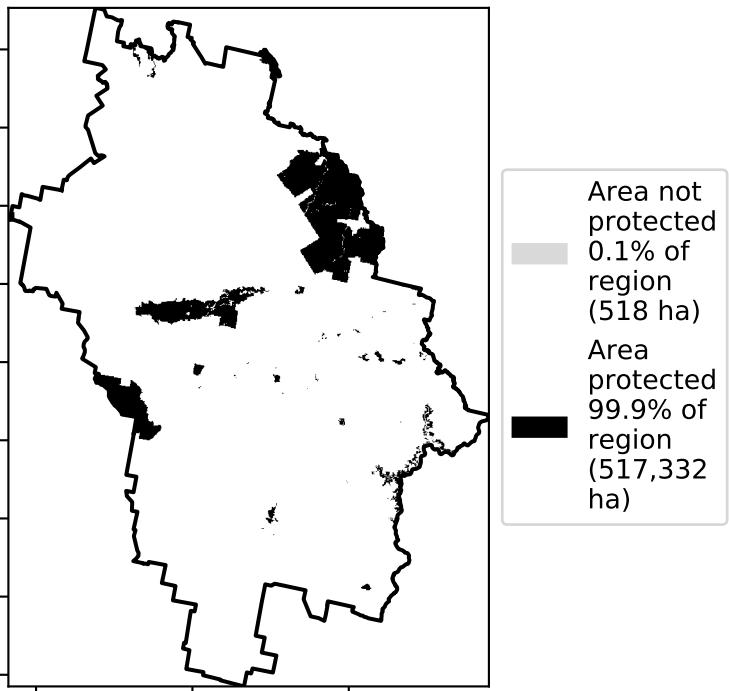 Area not
protected
0.1% of
region
(518 ha)
Area
protected
99.9% of
region
(517,332
ha)